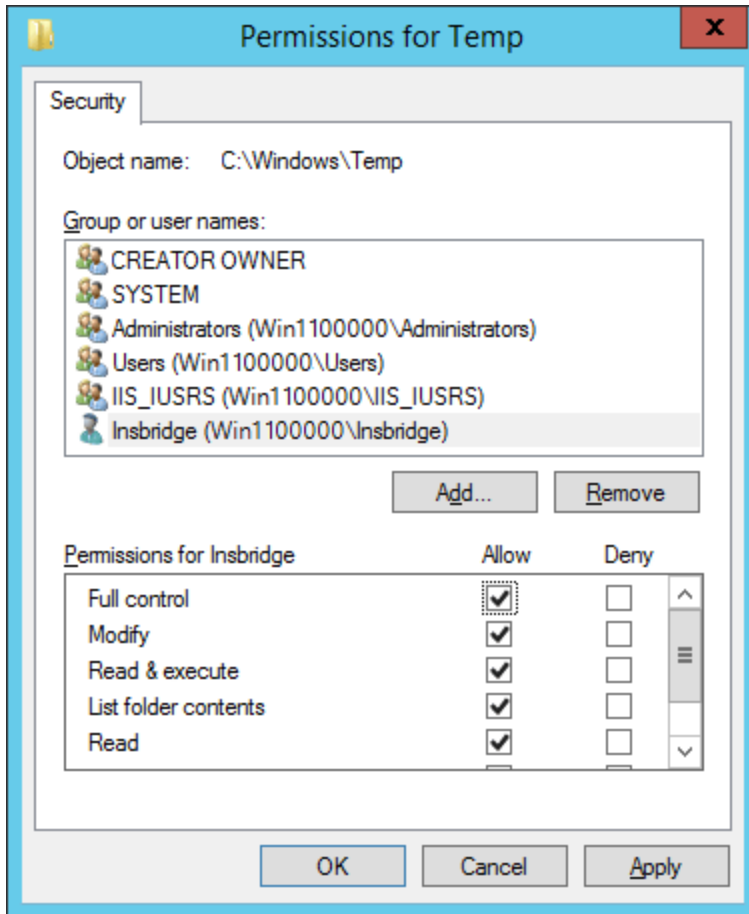 Permissions for Temp
x
Security
Object name: C:\Windows\Temp
Group or user names:
CREATOR OWNER
SYSTEM
Administrators (Win1100000\Administrators)
Users (Win1100000\Users)
IIS_IUSRS (Win1100000\IIS_IUSRS)
Insbridge (Win1100000\Insbridge)
Add... Remove
Permissions for Insbridge Allow Deny
Full control
Modify
Read & execute
List folder contents
Read
OK Cancel Apply